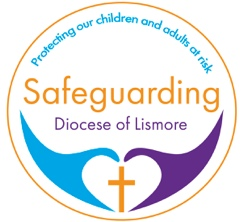 Protecting our children and adults at risk
Safeguarding
Diocese of Lismore